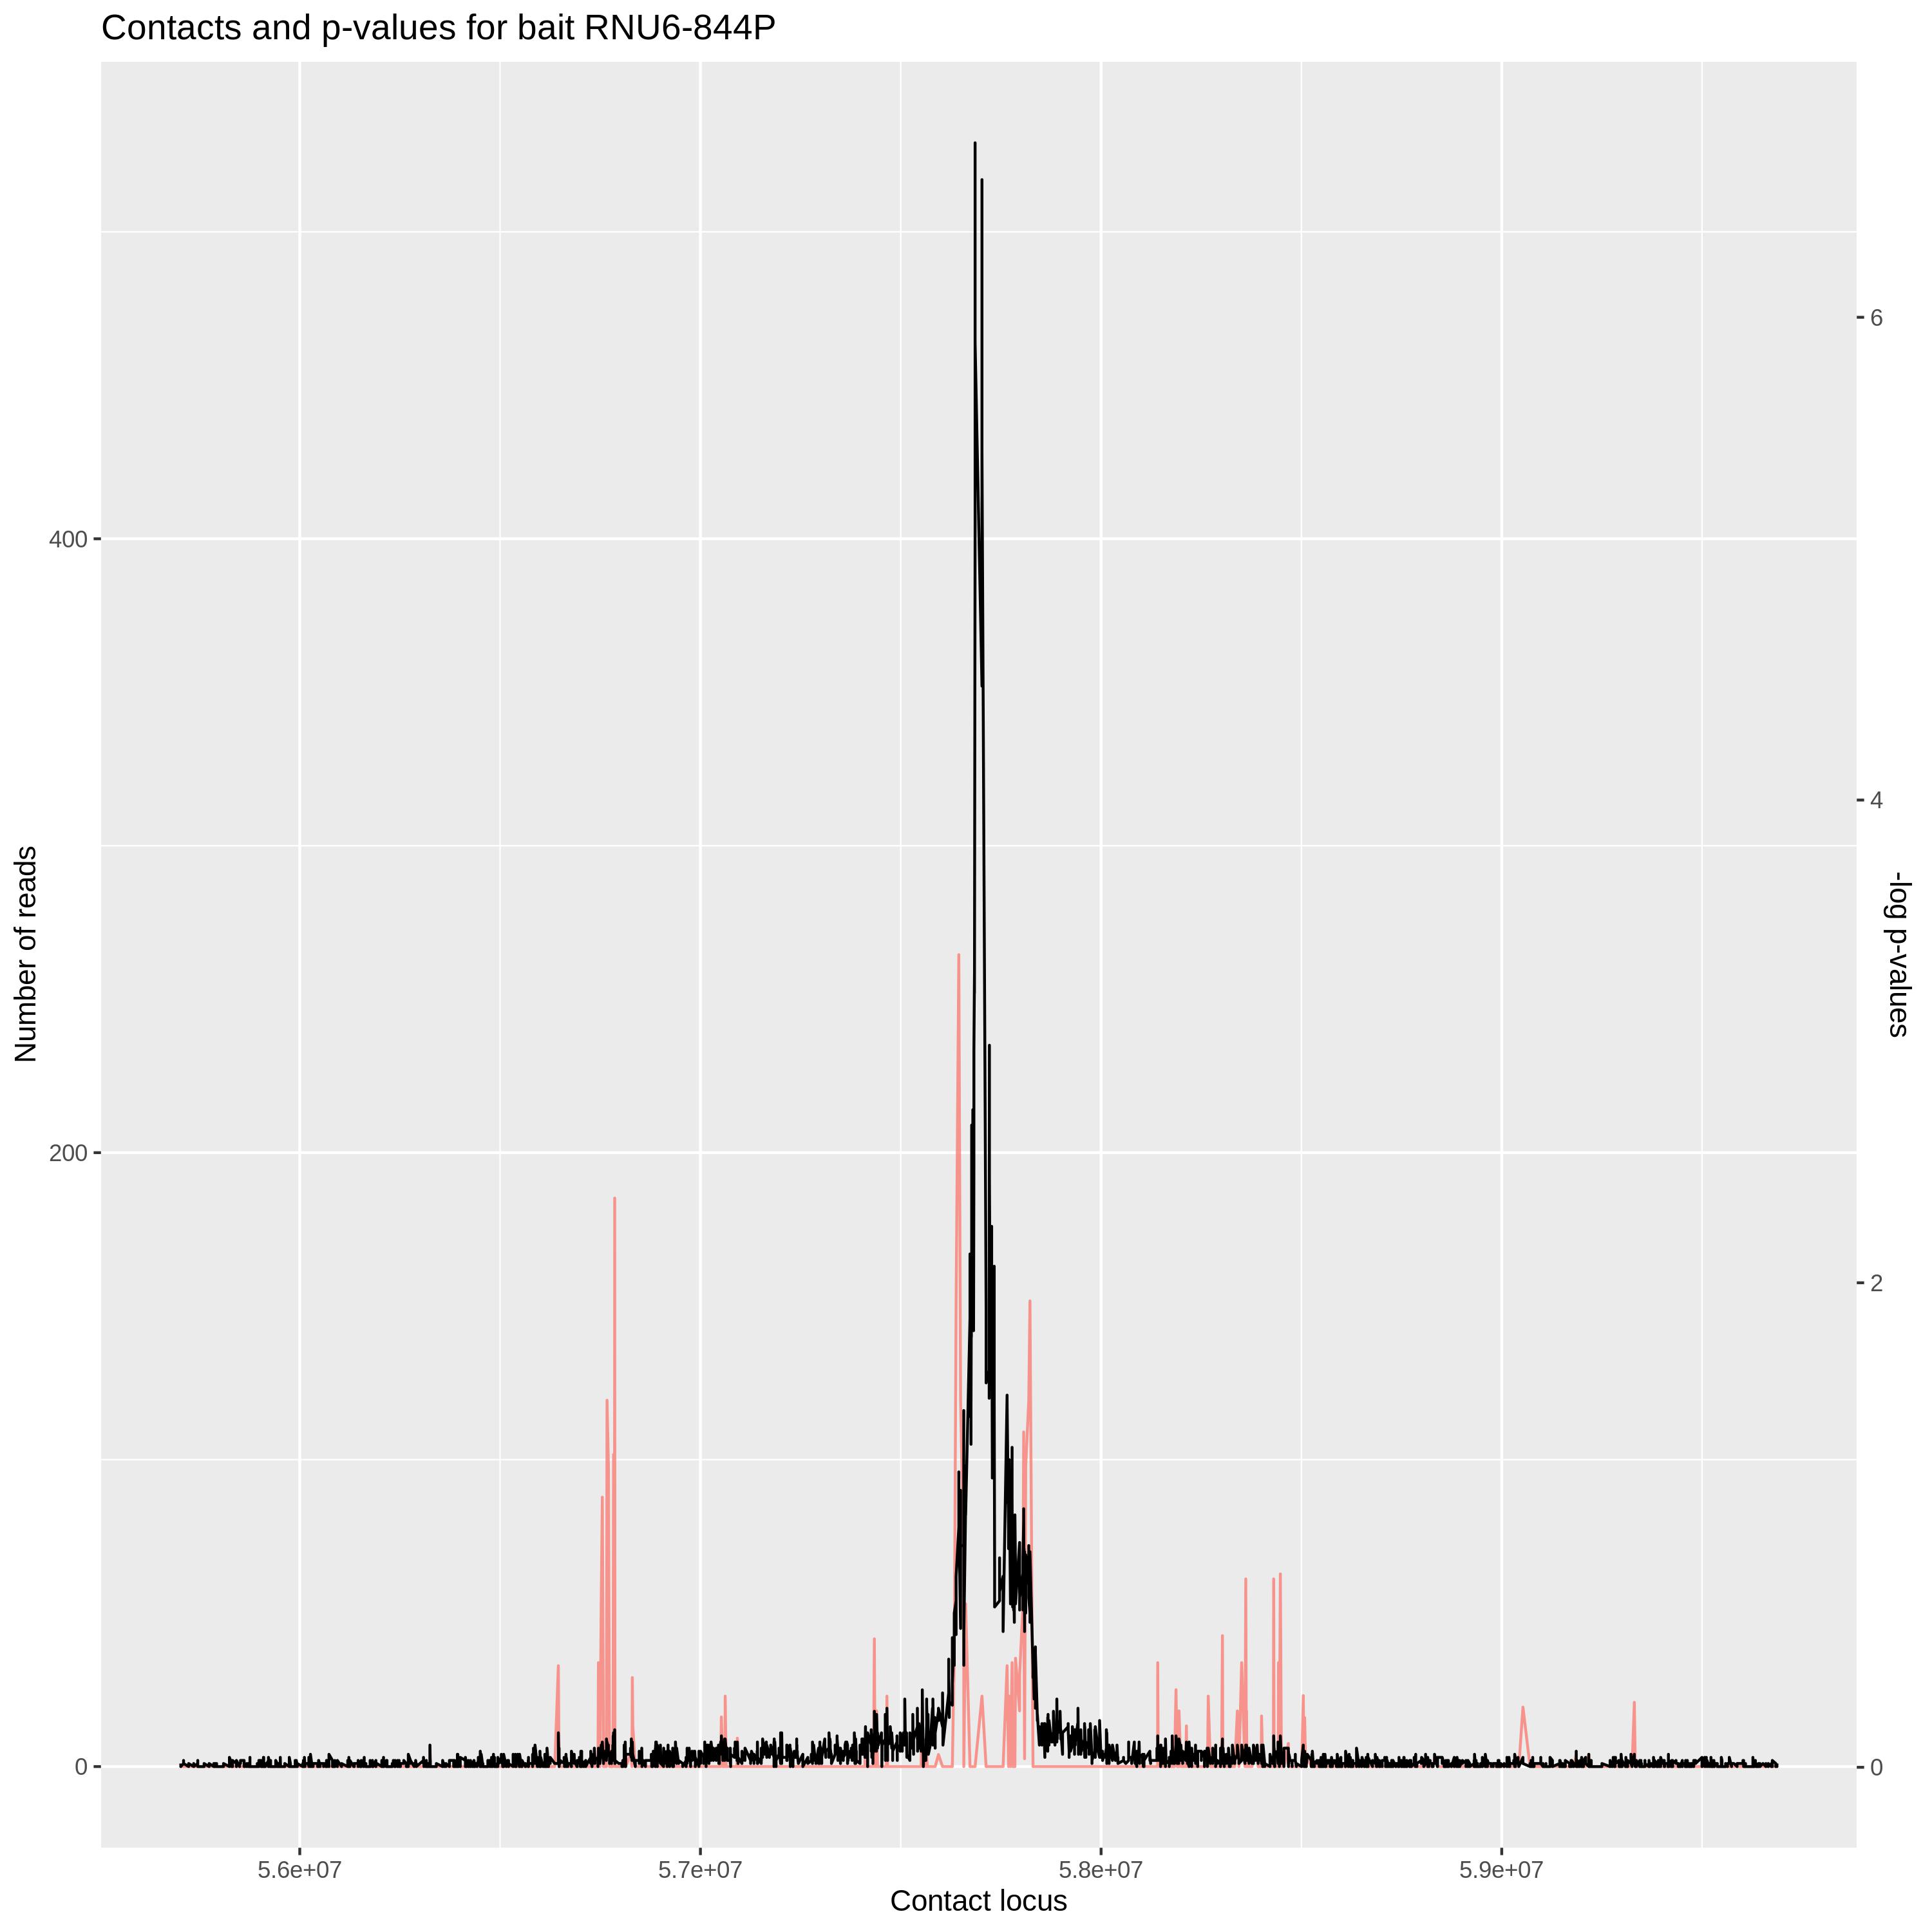 Contacts and p-values for bait RNU6-844P
Number of reads
400
200
0
6
4
2
0
-log p-values
5.6e+07
5.7e+07
5.8e+07
5.9e+07
Contact locus